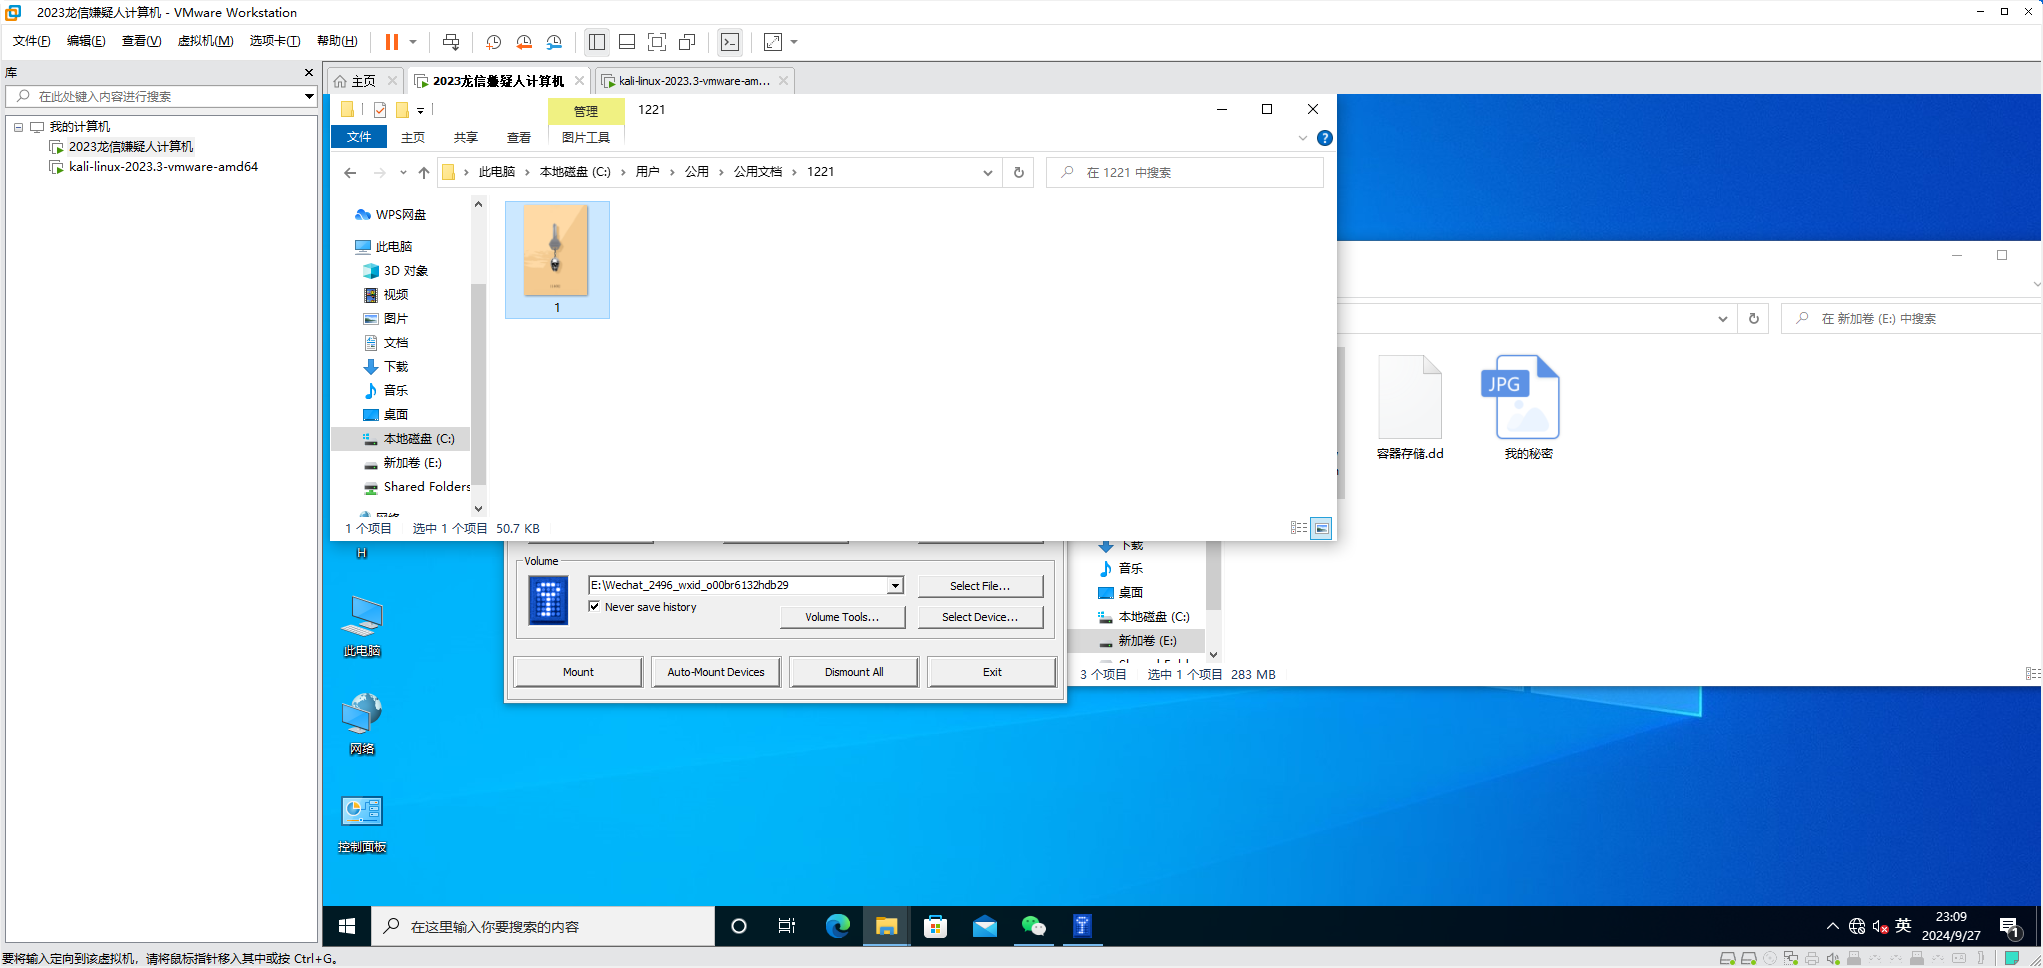 2023龙信嫌疑人计算机 - VMware Workstation
文件(F) 编辑(E) 查看(V) 虚拟机(M) 选项卡(T) 帮助(H)
库
在此处键入内容进行搜索
我的计算机
2023龙信嫌疑人计算机
kali-linux-2023.3-vmware-amd64
主页 2023龙信嫌疑人计算机 kali-linux-2023.3-vmware-am...
管理 1221
文件 主页 共享 查看 图片工具
此电脑 本地磁盘 (C:) 用户 公用 公用文档 1221
在 1221 中搜索
WPS网盘
此电脑
3D 对象
视频
图片
文档
下载
音乐
桌面
本地磁盘 (C:)
新加卷 (E:)
Shared Folders
网络
1
1 个项目 选中 1 个项目 50.7 KB
在 新加卷 (E:) 中搜索
JPG
容器存储.dd 我的秘密
下载
音乐
桌面
本地磁盘 (C:)
新加卷 (E:)
3 个项目 选中 1 个项目 283 MB
Volume
E:\Wechat_2496_wxid_o00br6132hdb29
Select File...
Never save history
Volume Tools...
Select Device...
Mount
Auto-Mount Devices
Dismount All
Exit
H
此电脑
网络
控制面板
在这里输入你要搜索的内容
英
23:09
2024/9/27
1
要将输入定向到该虚拟机，请将鼠标指针移入其中或按 Ctrl+G。